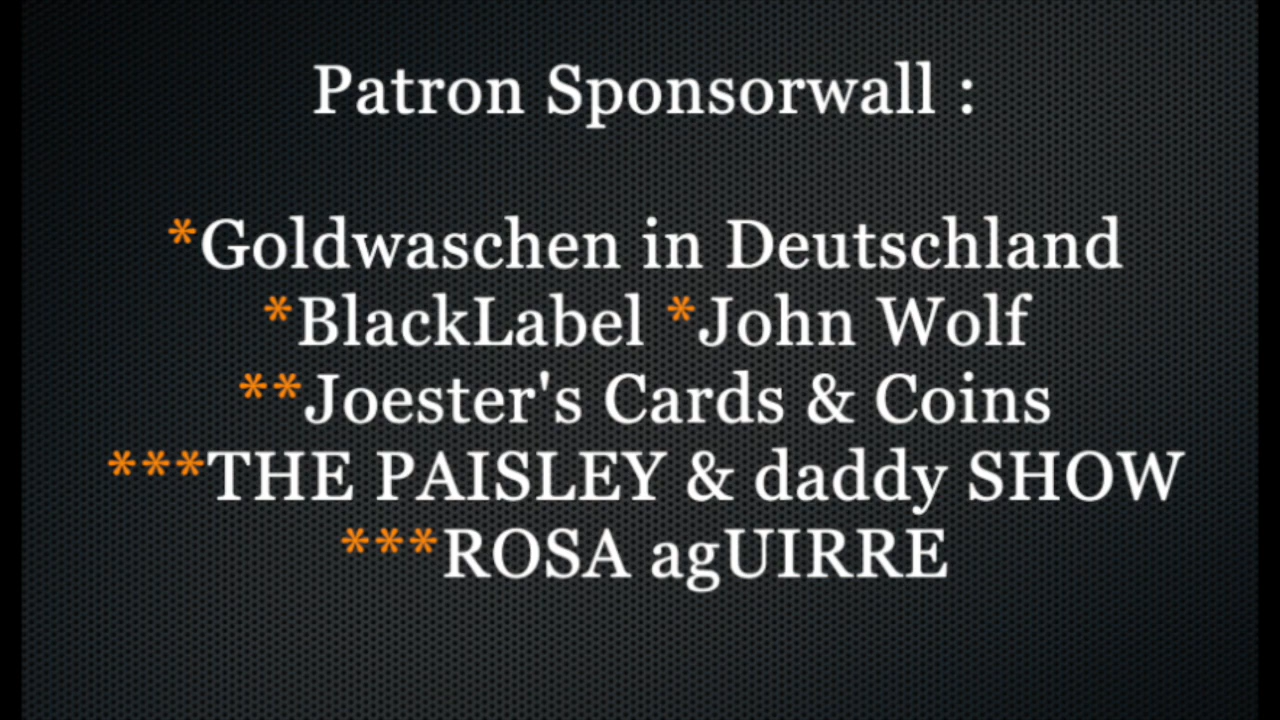 Patron Sponsorwall :
*Goldwaschen in Deutschland
*BlackLabel *John Wolf
**Joester's Cards & Coins
***THE PAISLEY & daddy SHOW
***ROSA agUIRRE